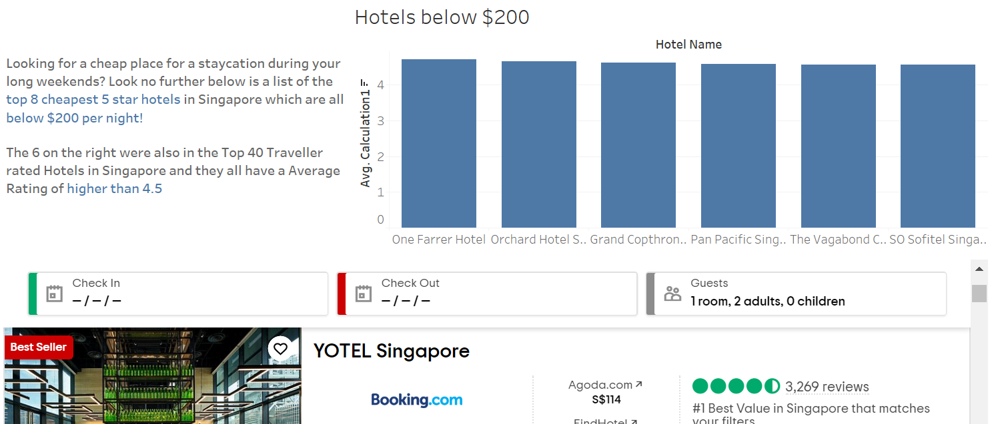 Hotels below $200
Hotel Name
Looking for a cheap place for a staycation during your
long weekends? Look no further below is a list of the
top 8 cheapest 5 star hotels in Singapore which are all
below $200 per night!
The 6 on the right were also in the Top 40 Traveller
rated Hotels in Singapore and they all have a Average
Rating of higher than 4.5
Avg. Calculation1
4
3
2
1
0
One Farrer Hotel Orchard Hotel S.. Grand Copthron.. Pan Pacific Sing.. The Vagabond C.. SO Sofitel Singa..
Check In
– / – / –
Check Out
– / – / –
Guests
1 room, 2 adults, 0 children
Best Seller
YOTEL Singapore
Booking.com
Agoda.com
S$114
FindHotel
3,269 reviews
#1 Best Value in Singapore that matches
your filters